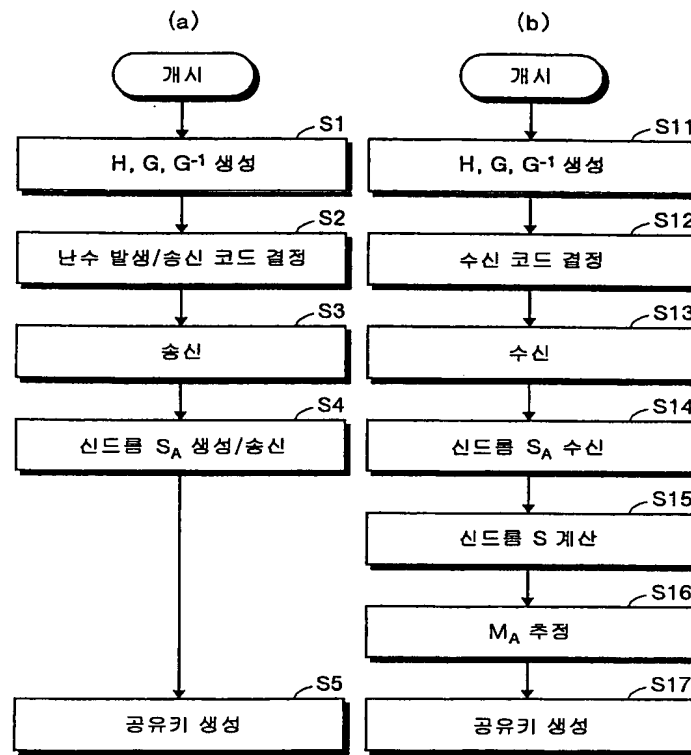 (a)
개시
S1
H, G, G⁻¹ 생성
S2
난수 발생/송신 코드 결정
S3
송신
S4
신드롬 S_A 생성/송신
S5
공유키 생성
(b)
개시
S11
H, G, G⁻¹ 생성
S12
수신 코드 결정
S13
수신
S14
신드롬 S_A 수신
S15
신드롬 S 계산
S16
M_A 추정
S17
공유키 생성